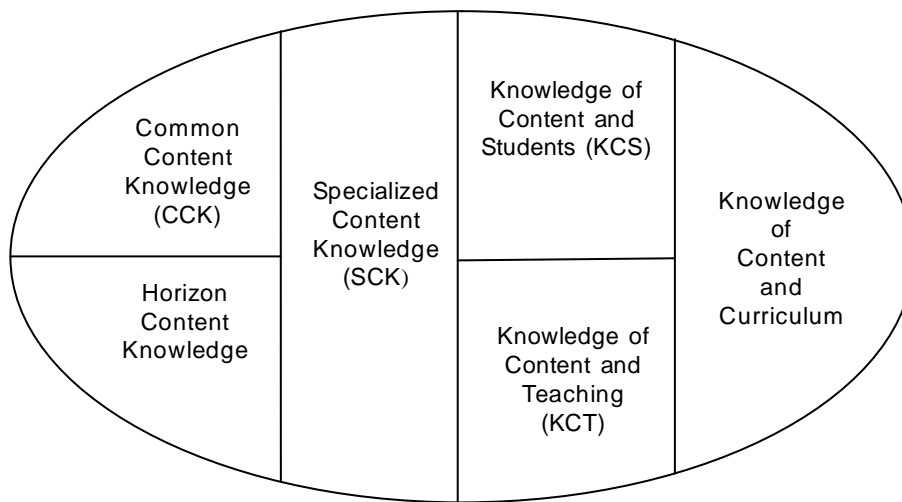 Common
Content
Knowledge
(CCK)
Horizon
Content
Knowledge
Specialized
Content
Knowledge
(SCK)
Knowledge of
Content and
Students (KCS)
Knowledge of
Content and
Teaching
(KCT)
Knowledge
of
Content
and
Curriculum